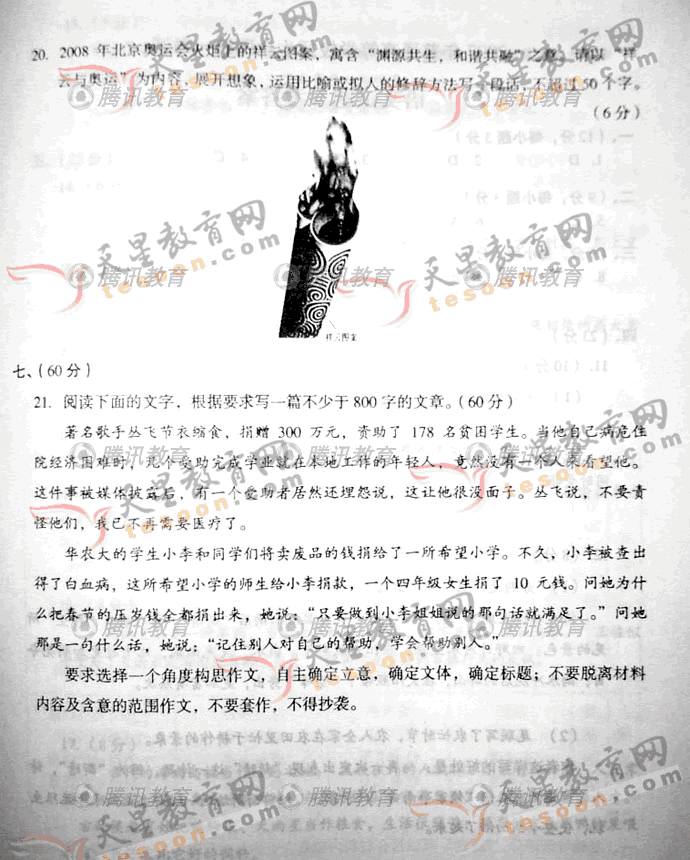 20. 2008 年北京奥运会火炬上的祥云图案，寓含“渊源共生，和谐共融”之意。请以“祥
云与奥运”为内容，展开想象，运用比喻或拟人的修辞方法写一段话，不超过 50 个字。
（6 分）
祥云图案
七、（60 分）
21. 阅读下面的文字，根据要求写一篇不少于 800 字的文章。（60 分）
著名歌手丛飞节衣缩食，捐赠 300 万元，资助了 178 名贫困学生。当他自己病危住
院经济困难时，几个受助完成学业就在本地工作的年轻人，竟然没有一个人来看望他。
这件事被媒体披露后，有一个受助者居然还埋怨说，这让他很没面子。丛飞说，不要责
怪他们，我已不再需要医疗了。
华农大的学生小李和同学们将卖废品的钱捐给了一所希望小学。不久，小李被查出
得了白血病，这所希望小学的师生给小李捐款，一个四年级女生捐了 10 元钱。问她为什
么把春节的压岁钱全都捐出来，她说：“只要做到小李姐姐说的那句话就满足了。”问她
那是一句什么话，她说：“记住别人对自己的帮助，学会帮助别人。”
要求选择一个角度构思作文，自主确定立意，确定文体，确定标题；不要脱离材料
内容及含意的范围作文，不要套作，不得抄袭。
天星教育网
tesoon.com
腾讯教育